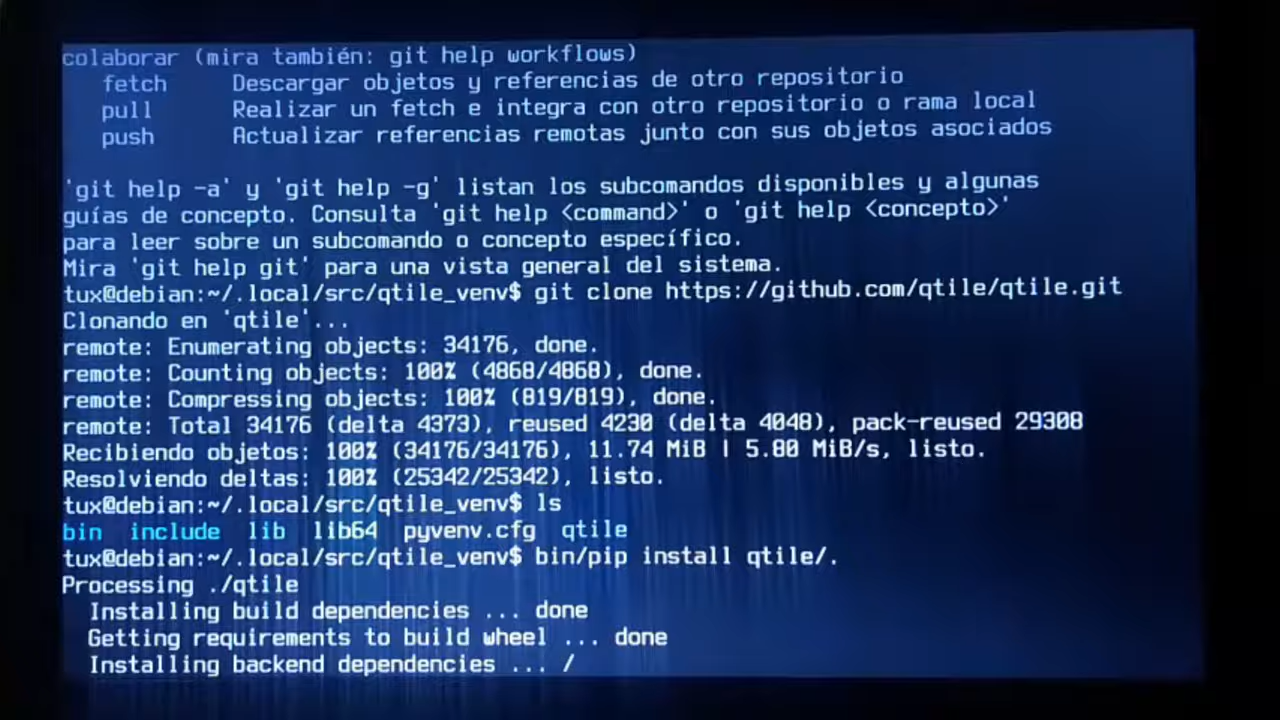 colaborar (mira también: git help workflows)
fetch Descargar objetos y referencias de otro repositorio
pull Realizar un fetch e integra con otro repositorio o rama local
push Actualizar referencias remotas junto con sus objetos asociados
'git help -a' y 'git help -g' listan los subcomandos disponibles y algunas
guías de concepto. Consulta 'git help <command>' o 'git help <concepto>'
para leer sobre un subcomando o concepto específico.
Mira 'git help git' para una vista general del sistema.
tux@debian:~/.local/src/qtile_venv$ git clone https://github.com/qtile/qtile.git
Clonando en 'qtile'...
remote: Enumerating objects: 34176, done.
remote: Counting objects: 100% (4868/4868), done.
remote: Compressing objects: 100% (819/819), done.
remote: Total 34176 (delta 4373), reused 4230 (delta 4048), pack-reused 29308
Recibiendo objetos: 100% (34176/34176), 11.74 MiB | 5.80 MiB/s, listo.
Resolviendo deltas: 100% (25342/25342), listo.
tux@debian:~/.local/src/qtile_venv$ ls
bin include lib lib64 pyvenv.cfg qtile
tux@debian:~/.local/src/qtile_venv$ bin/pip install qtile/.
Processing ./qtile
Installing build dependencies ... done
Getting requirements to build wheel ... done
Installing backend dependencies ... /